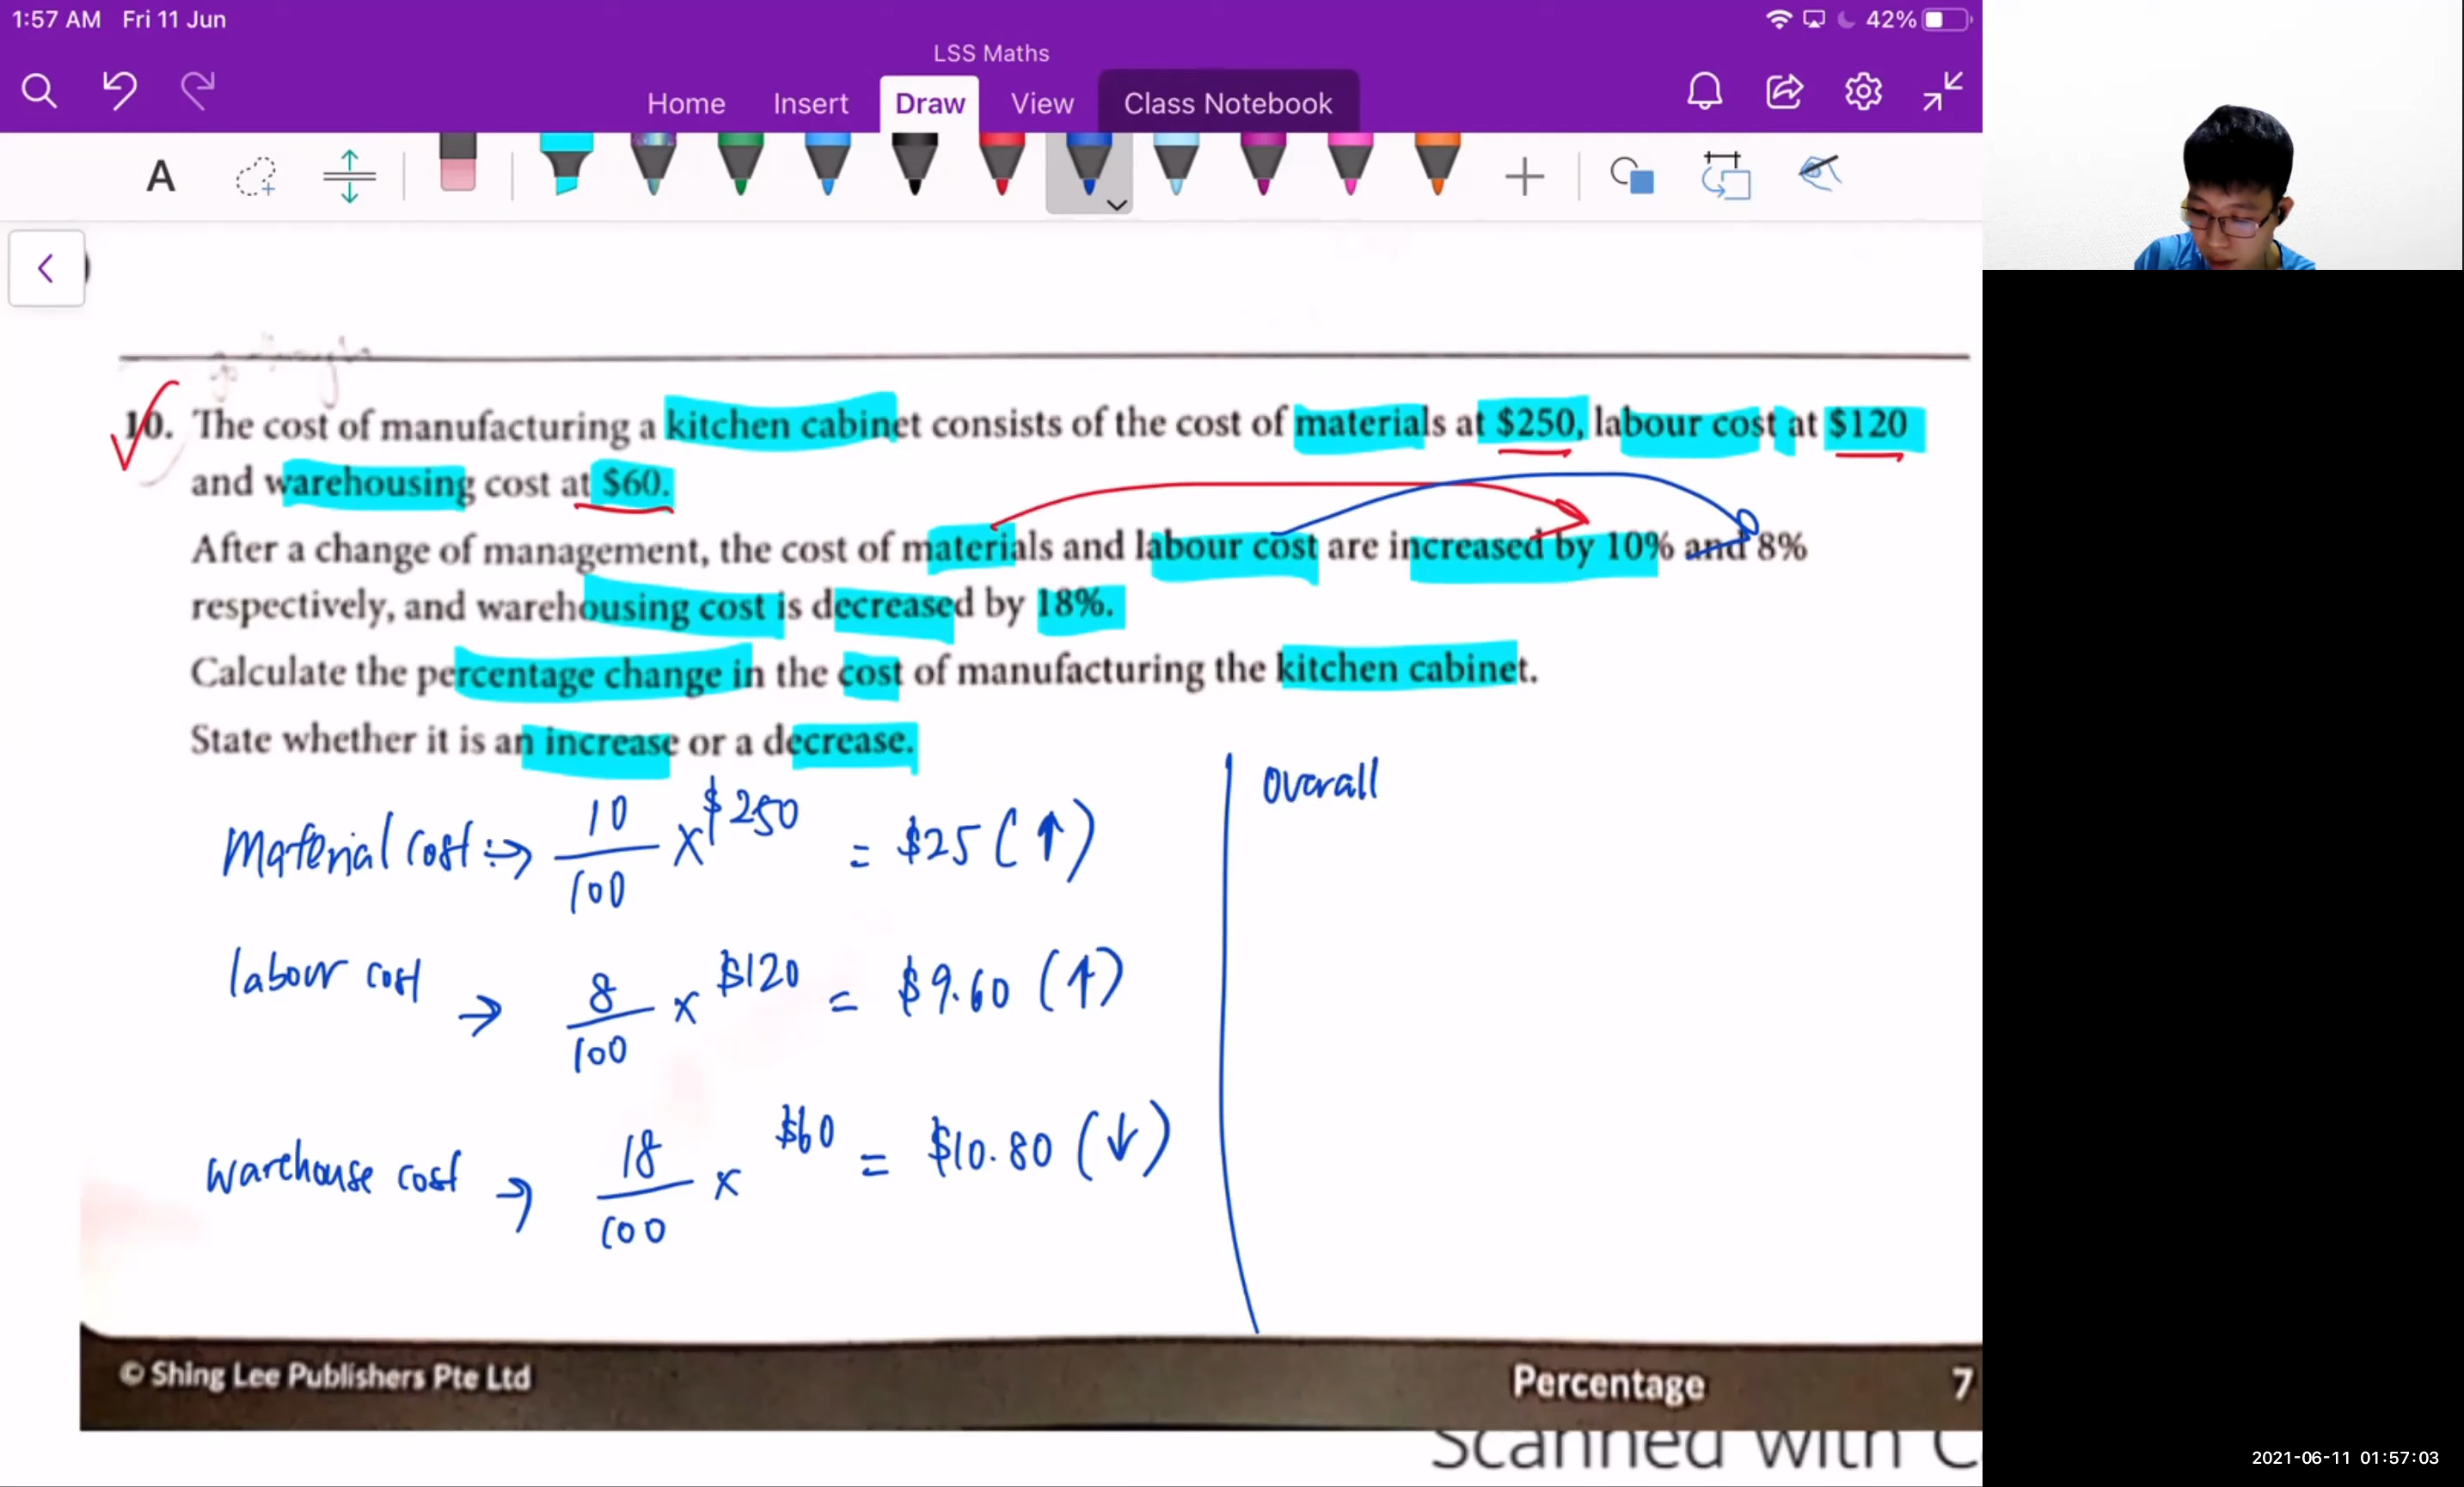 1:57 AM Fri 11 Jun
42%
LSS Maths
Home Insert Draw View Class Notebook
A
10. The cost of manufacturing a kitchen cabinet consists of the cost of materials at $250, labour cost at $120
and warehousing cost at $60.
After a change of management, the cost of materials and labour cost are increased by 10% and 8%
respectively, and warehousing cost is decreased by 18%.
Calculate the percentage change in the cost of manufacturing the kitchen cabinet.
State whether it is an increase or a decrease.
Overall
Material cost :→ 10/100 × $250 = $25 (↑)
labour cost → 8/100 × $120 = $9.60 (↑)
warehouse cost → 18/100 × $60 = $10.80 (↓)
© Shing Lee Publishers Pte Ltd Percentage 7
Scanned with C
2021-06-11 01:57:03